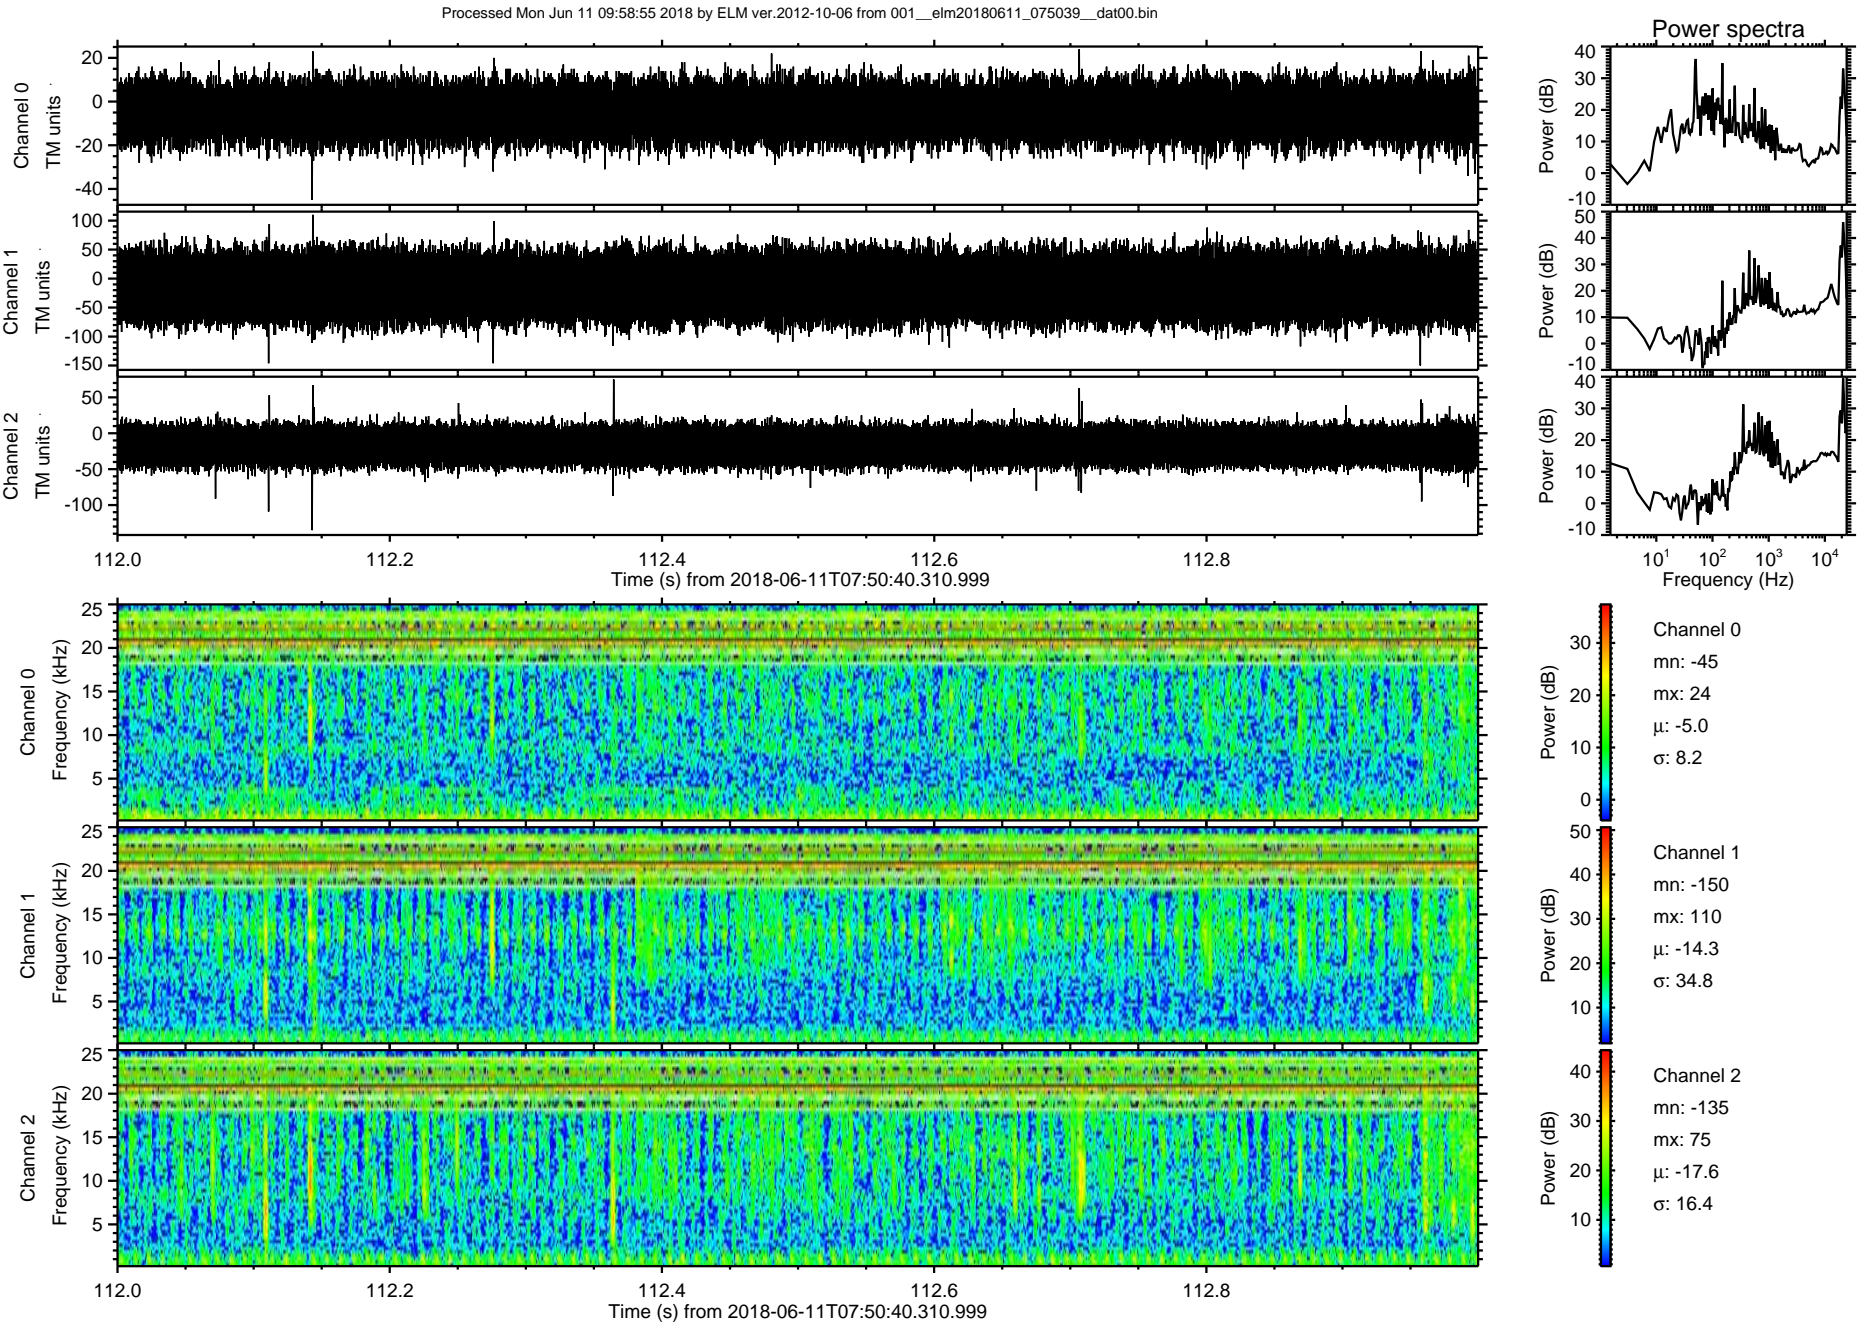 Processed Mon Jun 11 09:58:55 2018 by ELM ver.2012-10-06 from 001__elm20180611_075039__dat00.bin
Power spectra
Channel 0
TM units
20
0
-20
-40
Power (dB)
40
30
20
10
0
-10
Channel 1
TM units
100
50
0
-50
-100
-150
Power (dB)
50
40
30
20
10
0
-10
Channel 2
TM units
50
0
-50
-100
Power (dB)
40
30
20
10
0
-10
112.0 112.2 112.4 112.6 112.8
Time (s) from 2018-06-11T07:50:40.310.999
10^1 10^2 10^3 10^4
Frequency (Hz)
Channel 0
Frequency (kHz)
25
20
15
10
5
Power (dB)
30
20
10
0
Channel 0
mn: -45
mx: 24
μ: -5.0
σ: 8.2
Channel 1
Frequency (kHz)
25
20
15
10
5
Power (dB)
50
40
30
20
10
Channel 1
mn: -150
mx: 110
μ: -14.3
σ: 34.8
Channel 2
Frequency (kHz)
25
20
15
10
5
Power (dB)
40
30
20
10
Channel 2
mn: -135
mx: 75
μ: -17.6
σ: 16.4
112.0 112.2 112.4 112.6 112.8
Time (s) from 2018-06-11T07:50:40.310.999